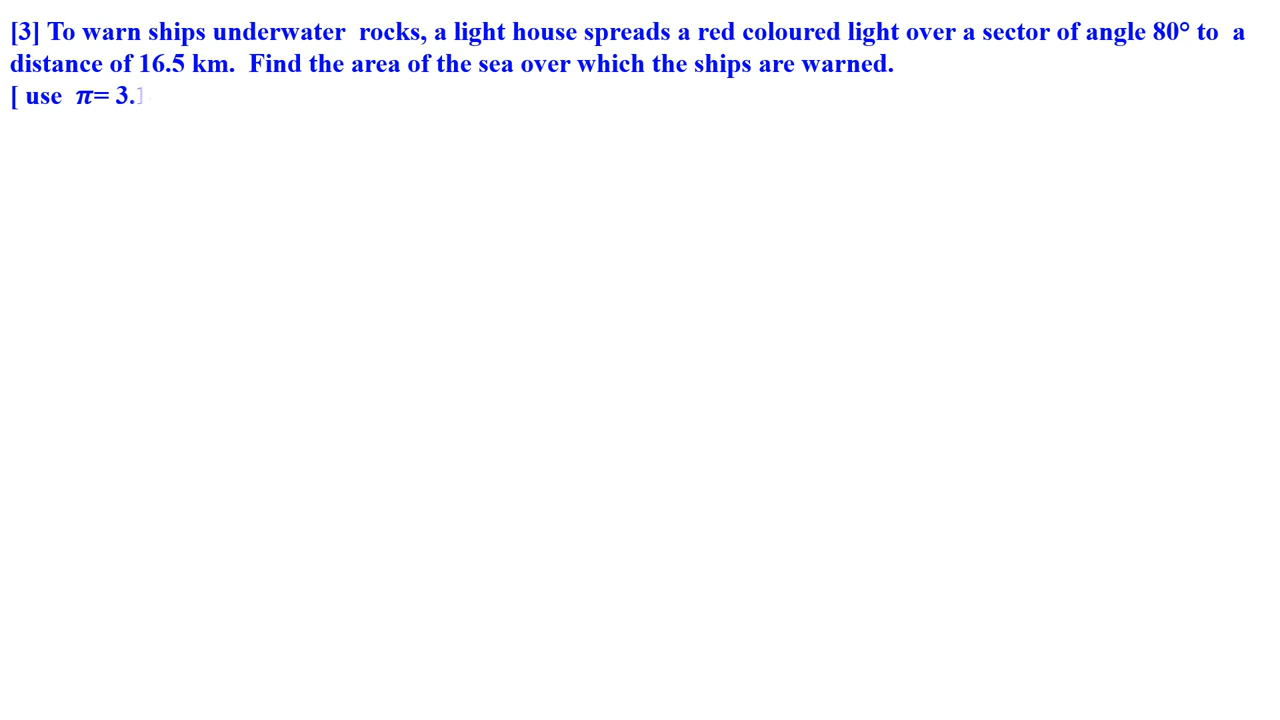 [3] To warn ships underwater rocks, a light house spreads a red coloured light over a sector of angle 80° to a
distance of 16.5 km. Find the area of the sea over which the ships are warned.
[ use π= 3.1